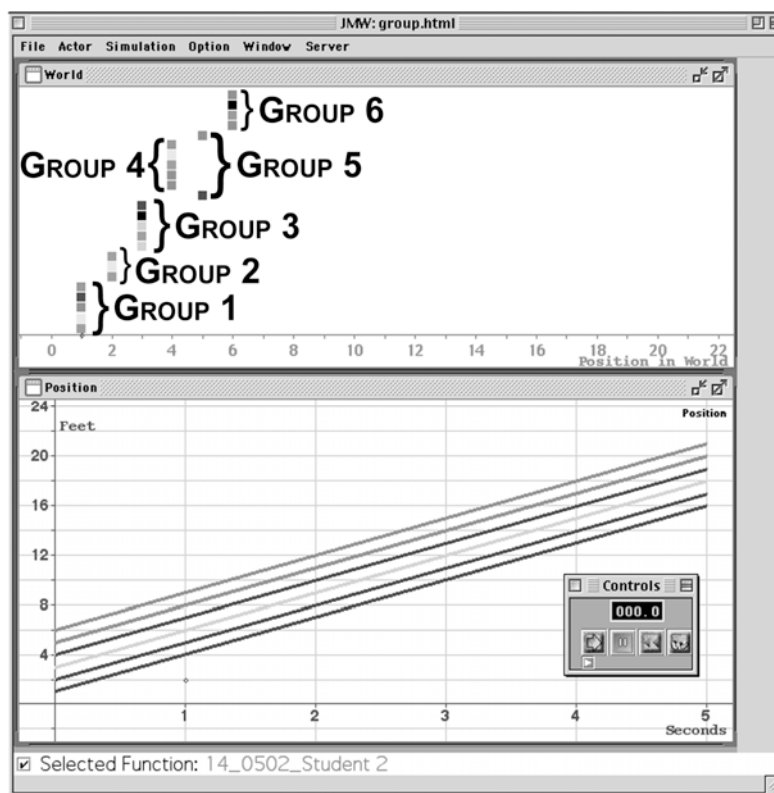 JMW: group.html
File Actor Simulation Option Window Server
World
GROUP 6
GROUP 4
GROUP 5
GROUP 3
GROUP 2
GROUP 1
0 2 4 6 8 10 12 14 16 18 20 22
Position in World
Position
24
Feet
Position
20
16
12
8
4
Controls
000.0
1 2 3 4 5
Seconds
Selected Function: 14_0502_Student 2